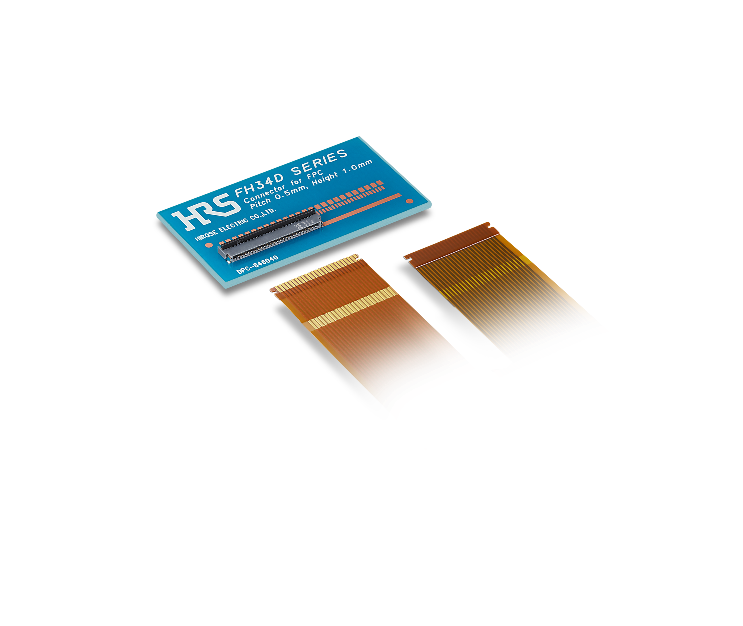 HRS
FH34D SERIES
Connector for FPC
Pitch 0.5mm, Height 1.0mm
HIROSE ELECTRIC CO.,LTD.